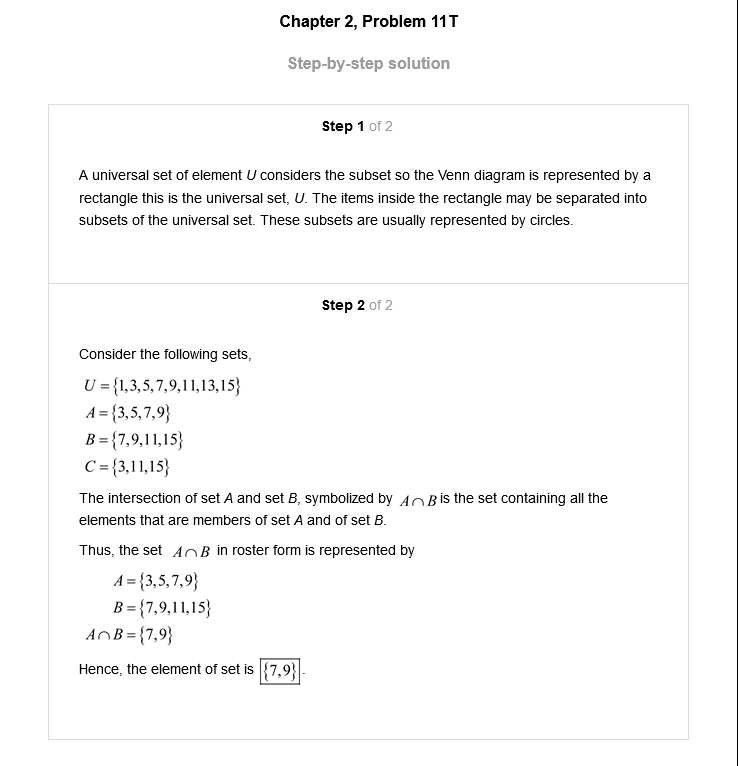 Chapter 2, Problem 11T
Step-by-step solution
Step 1 of 2
A universal set of element U considers the subset so the Venn diagram is represented by a
rectangle this is the universal set, U. The items inside the rectangle may be separated into
subsets of the universal set. These subsets are usually represented by circles.
Step 2 of 2
Consider the following sets,
U = {1,3,5,7,9,11,13,15}
A = {3,5,7,9}
B = {7,9,11,15}
C = {3,11,15}
The intersection of set A and set B, symbolized by A∩B is the set containing all the
elements that are members of set A and of set B.
Thus, the set A∩B in roster form is represented by
A = {3,5,7,9}
B = {7,9,11,15}
A∩B = {7,9}
Hence, the element of set is {7,9}.